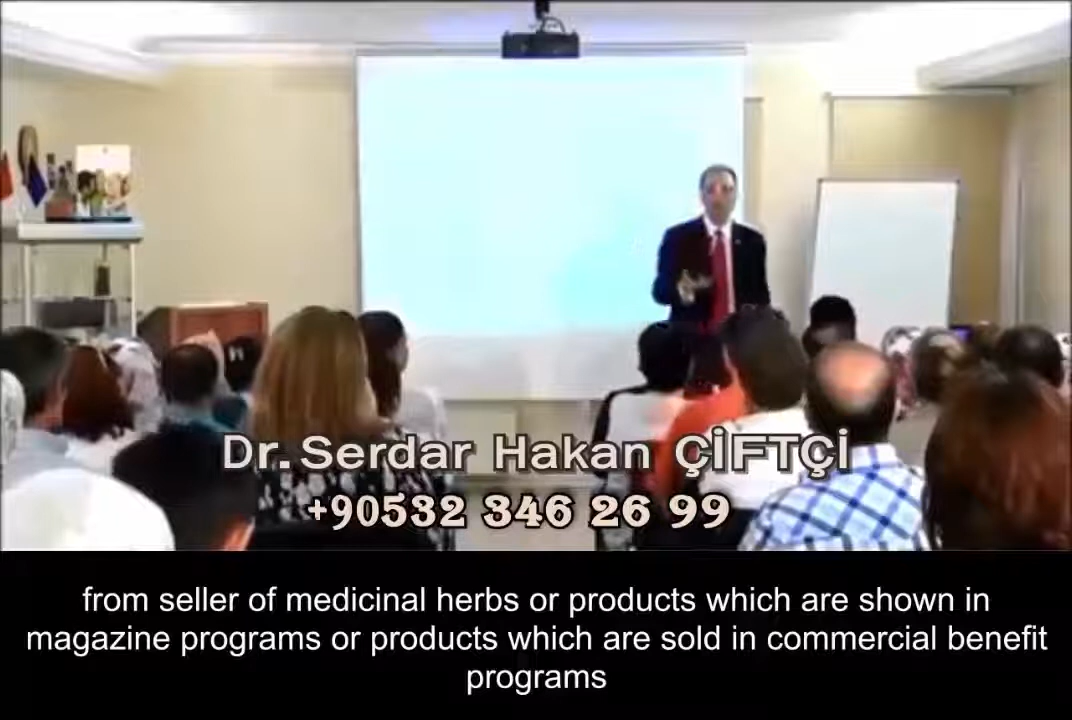 Dr. Serdar Hakan ÇİFTÇİ
+90532 346 26 99
from seller of medicinal herbs or products which are shown in
magazine programs or products which are sold in commercial benefit
programs